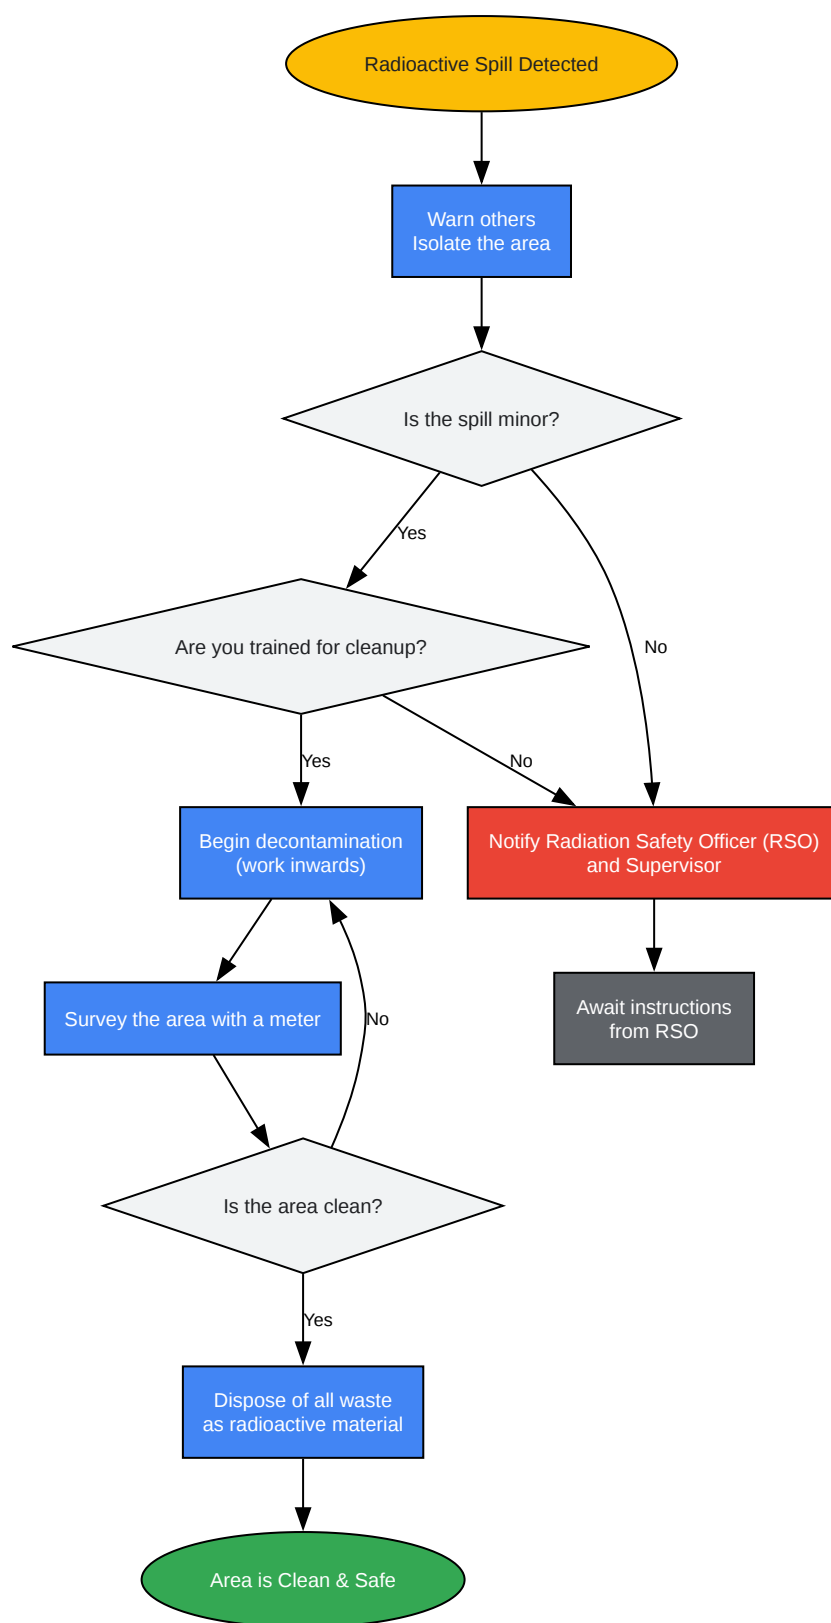 Radioactive Spill Detected
Warn others
Isolate the area
Is the spill minor?
Yes
No
Are you trained for cleanup?
Yes
No
Begin decontamination
(work inwards)
Notify Radiation Safety Officer (RSO)
and Supervisor
Survey the area with a meter
No
Await instructions
from RSO
Is the area clean?
Yes
Dispose of all waste
as radioactive material
Area is Clean & Safe